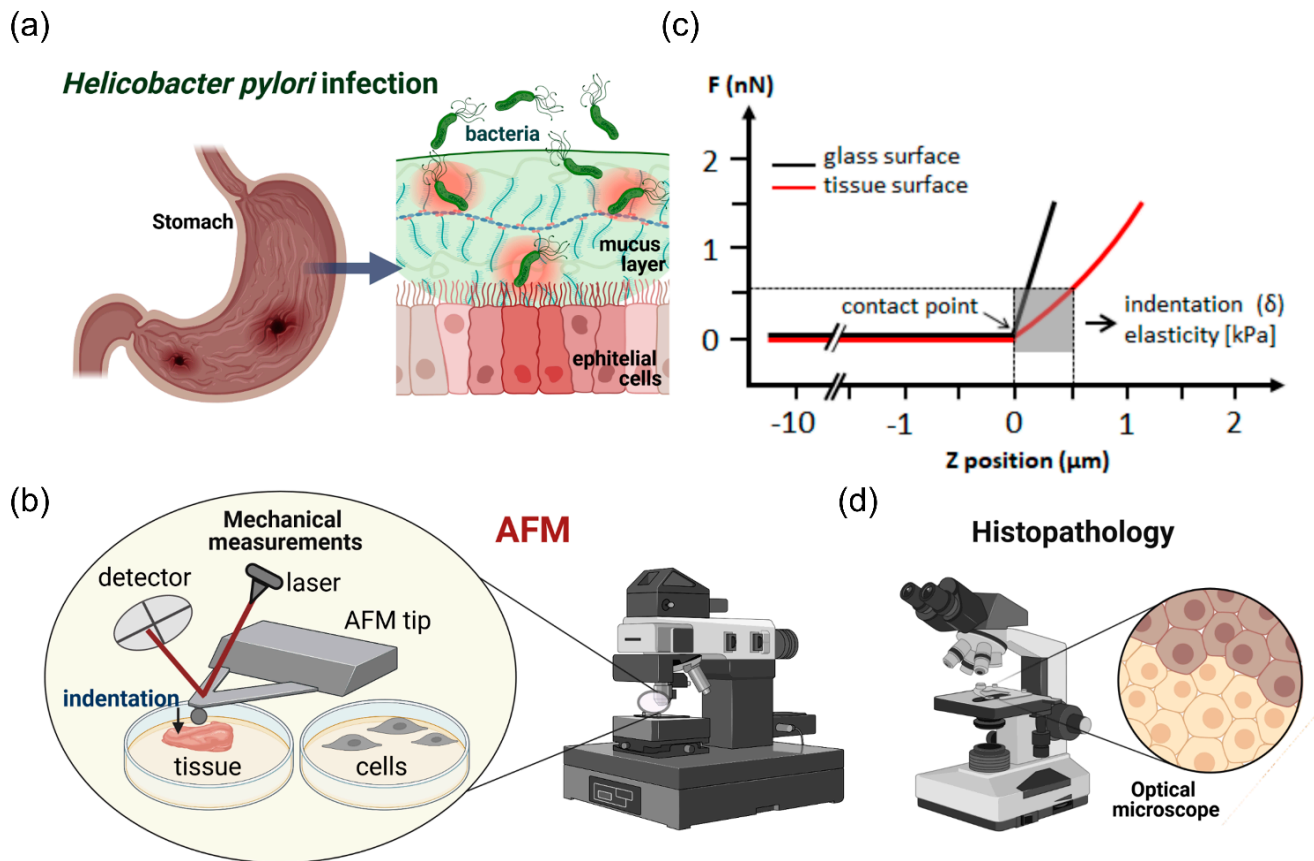 (a)
Helicobacter pylori infection
bacteria
Stomach
mucus
layer
ephitelial
cells
(c)
F (nN)
2
1
0
glass surface
tissue surface
contact point
indentation (δ)
elasticity [kPa]
-10
-1
0
1
2
Z position (μm)
(b)
Mechanical
measurements
detector
laser
AFM tip
indentation
tissue
cells
AFM
(d)
Histopathology
Optical
microscope